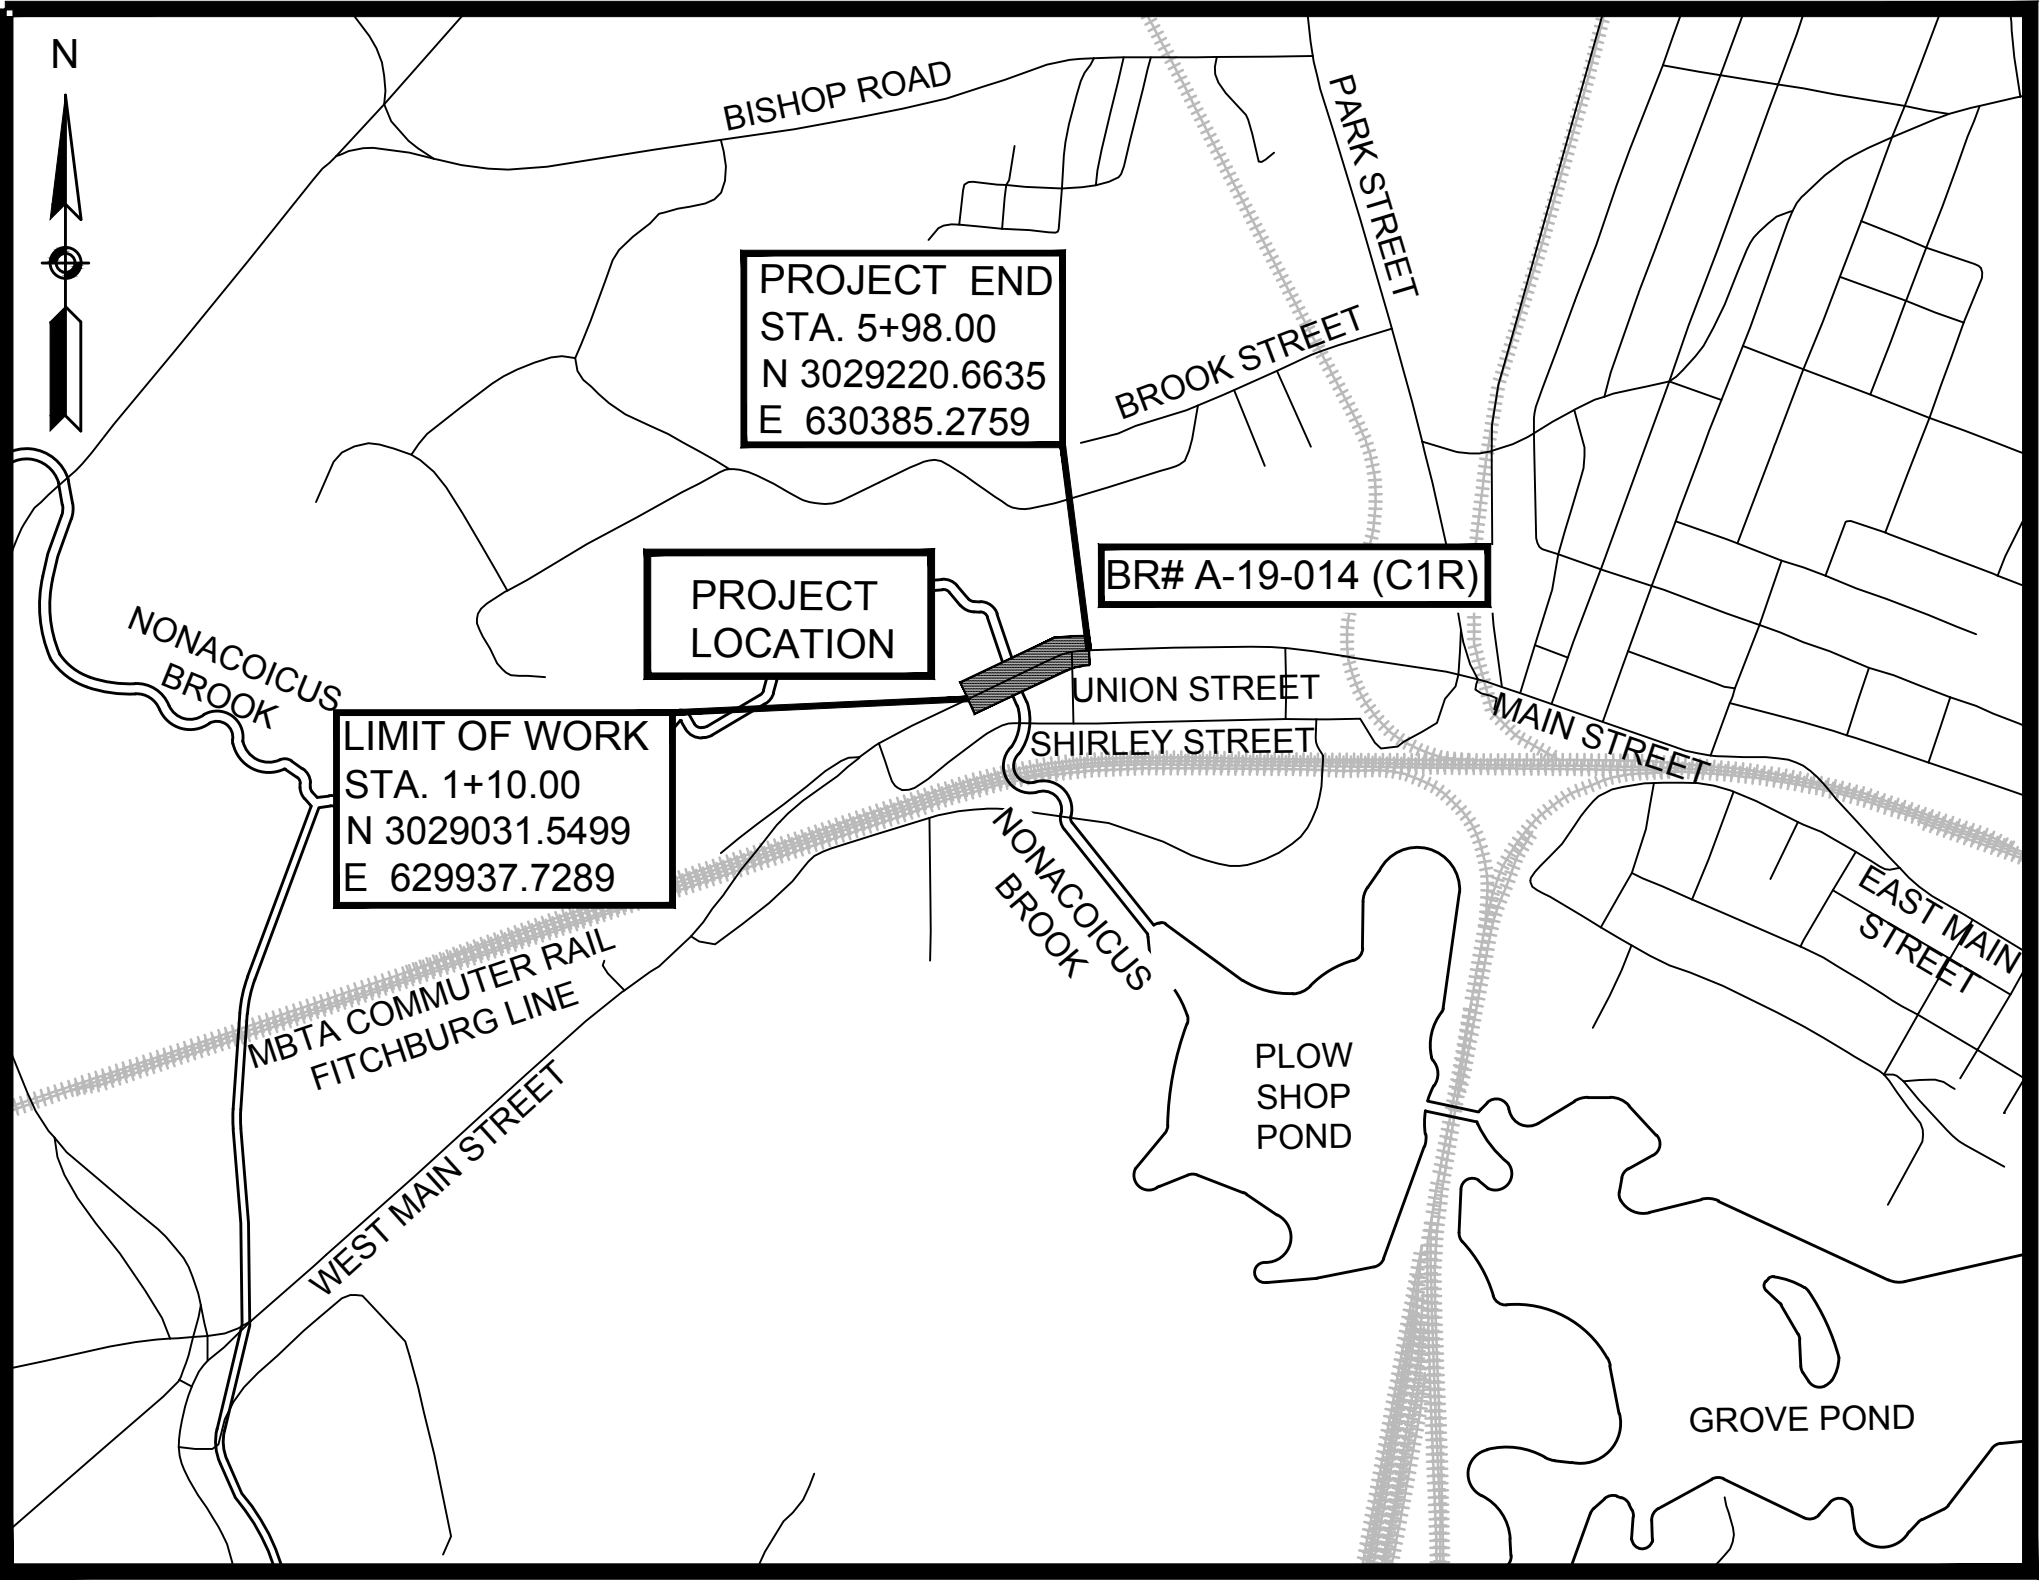 N
BISHOP ROAD
PARK STREET
PROJECT END
STA. 5+98.00
N 3029220.6635
E 630385.2759
BROOK STREET
BR# A-19-014 (C1R)
PROJECT
LOCATION
NONACOICUS
BROOK
UNION STREET
SHIRLEY STREET
MAIN STREET
LIMIT OF WORK
STA. 1+10.00
N 3029031.5499
E 629937.7289
NONACOICUS
BROOK
EAST MAIN
STREET
MBTA COMMUTER RAIL
FITCHBURG LINE
WEST MAIN STREET
PLOW
SHOP
POND
GROVE POND